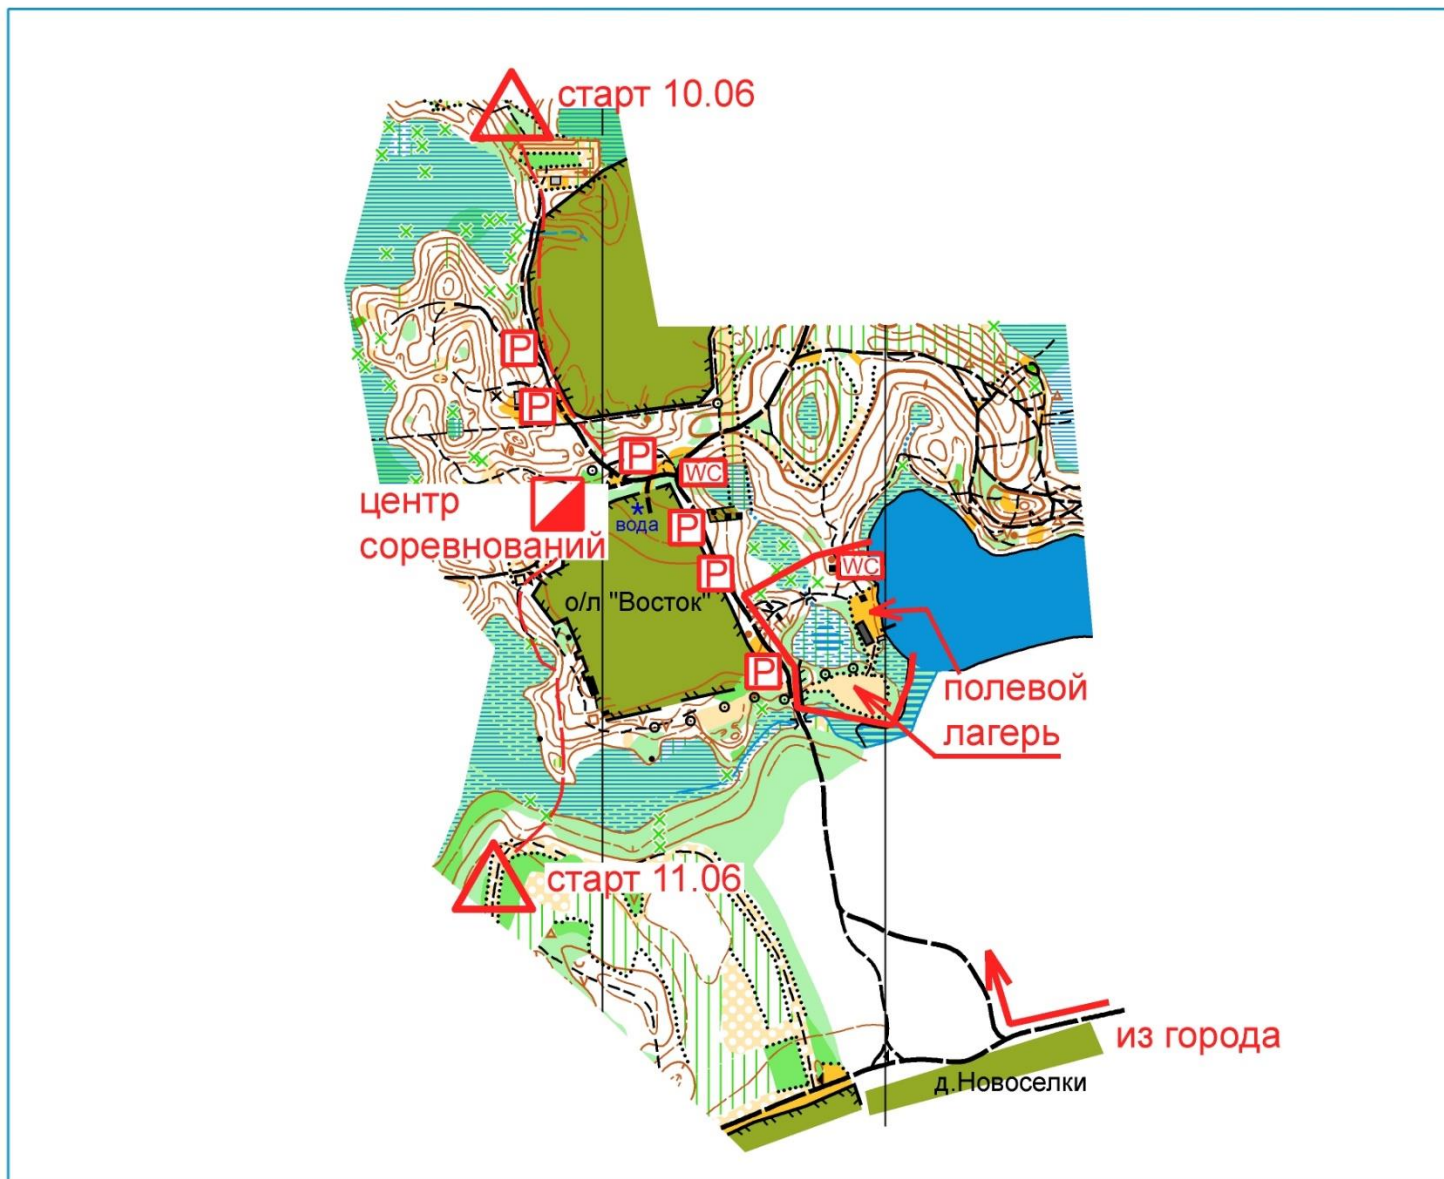 старт 10.06
P
P
P
WC
центр
соревнований
вода
P
P
WC
о/л "Восток"
P
полевой
лагерь
старт 11.06
из города
д.Новоселки